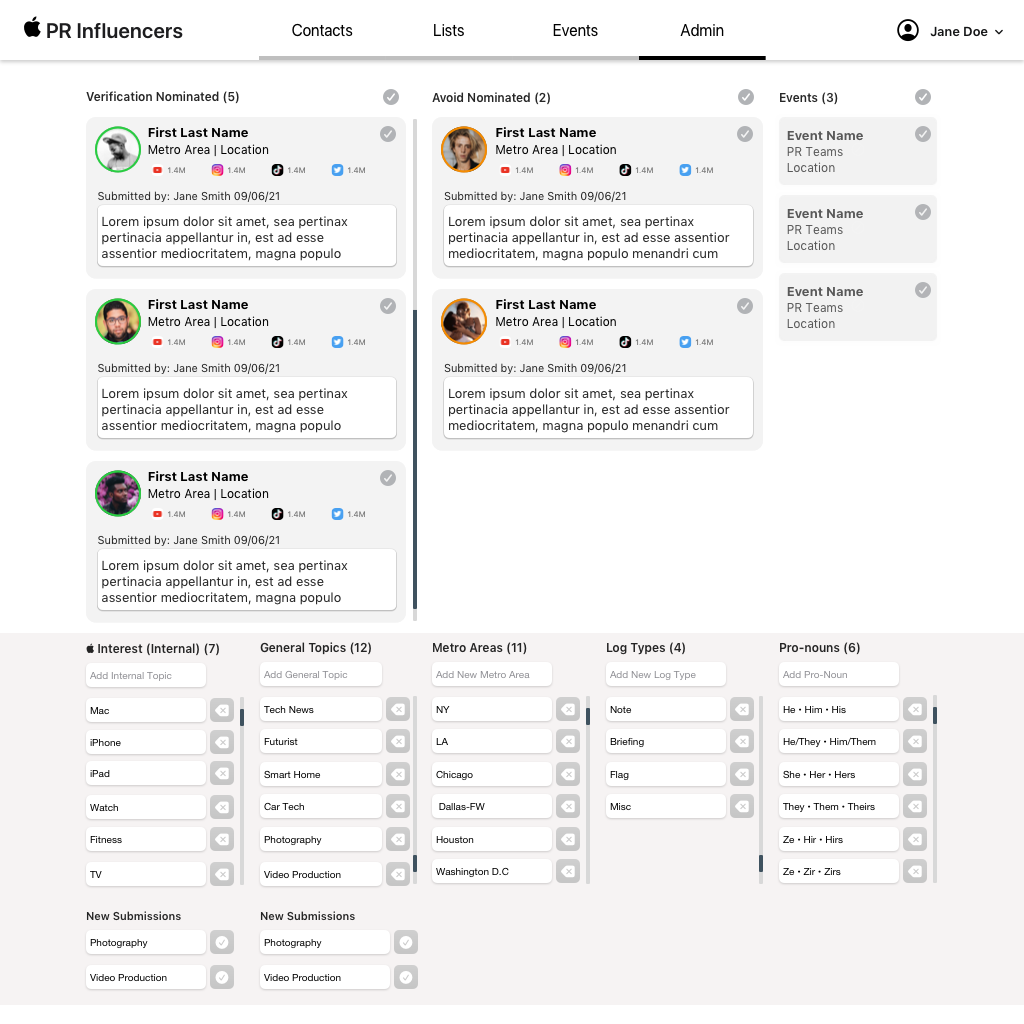 PR Influencers
Contacts
Lists
Events
Admin
Jane Doe
Verification Nominated (5)
First Last Name
Metro Area | Location
1.4M 1.4M 1.4M 1.4M
Submitted by: Jane Smith 09/06/21
Lorem ipsum dolor sit amet, sea pertinax
pertinacia appellantur in, est ad esse
assentior mediocritatem, magna populo
First Last Name
Metro Area | Location
1.4M 1.4M 1.4M 1.4M
Submitted by: Jane Smith 09/06/21
Lorem ipsum dolor sit amet, sea pertinax
pertinacia appellantur in, est ad esse
assentior mediocritatem, magna populo
First Last Name
Metro Area | Location
1.4M 1.4M 1.4M 1.4M
Submitted by: Jane Smith 09/06/21
Lorem ipsum dolor sit amet, sea pertinax
pertinacia appellantur in, est ad esse
assentior mediocritatem, magna populo
Avoid Nominated (2)
First Last Name
Metro Area | Location
1.4M 1.4M 1.4M 1.4M
Submitted by: Jane Smith 09/06/21
Lorem ipsum dolor sit amet, sea pertinax
pertinacia appellantur in, est ad esse assentior
mediocritatem, magna populo menandri cum
First Last Name
Metro Area | Location
1.4M 1.4M 1.4M 1.4M
Submitted by: Jane Smith 09/06/21
Lorem ipsum dolor sit amet, sea pertinax
pertinacia appellantur in, est ad esse assentior
mediocritatem, magna populo menandri cum
Events (3)
Event Name
PR Teams
Location
Event Name
PR Teams
Location
Event Name
PR Teams
Location
Interest (Internal) (7)
Add Internal Topic
Mac
iPhone
iPad
Watch
Fitness
TV
New Submissions
Photography
Video Production
General Topics (12)
Add General Topic
Tech News
Futurist
Smart Home
Car Tech
Photography
Video Production
New Submissions
Photography
Video Production
Metro Areas (11)
Add New Metro Area
NY
LA
Chicago
Dallas-FW
Houston
Washington D.C
Log Types (4)
Add New Log Type
Note
Briefing
Flag
Misc
Pro-nouns (6)
Add Pro-Noun
He • Him • His
He/They • Him/Them
She • Her • Hers
They • Them • Theirs
Ze • Hir • Hirs
Ze • Zir • Zirs